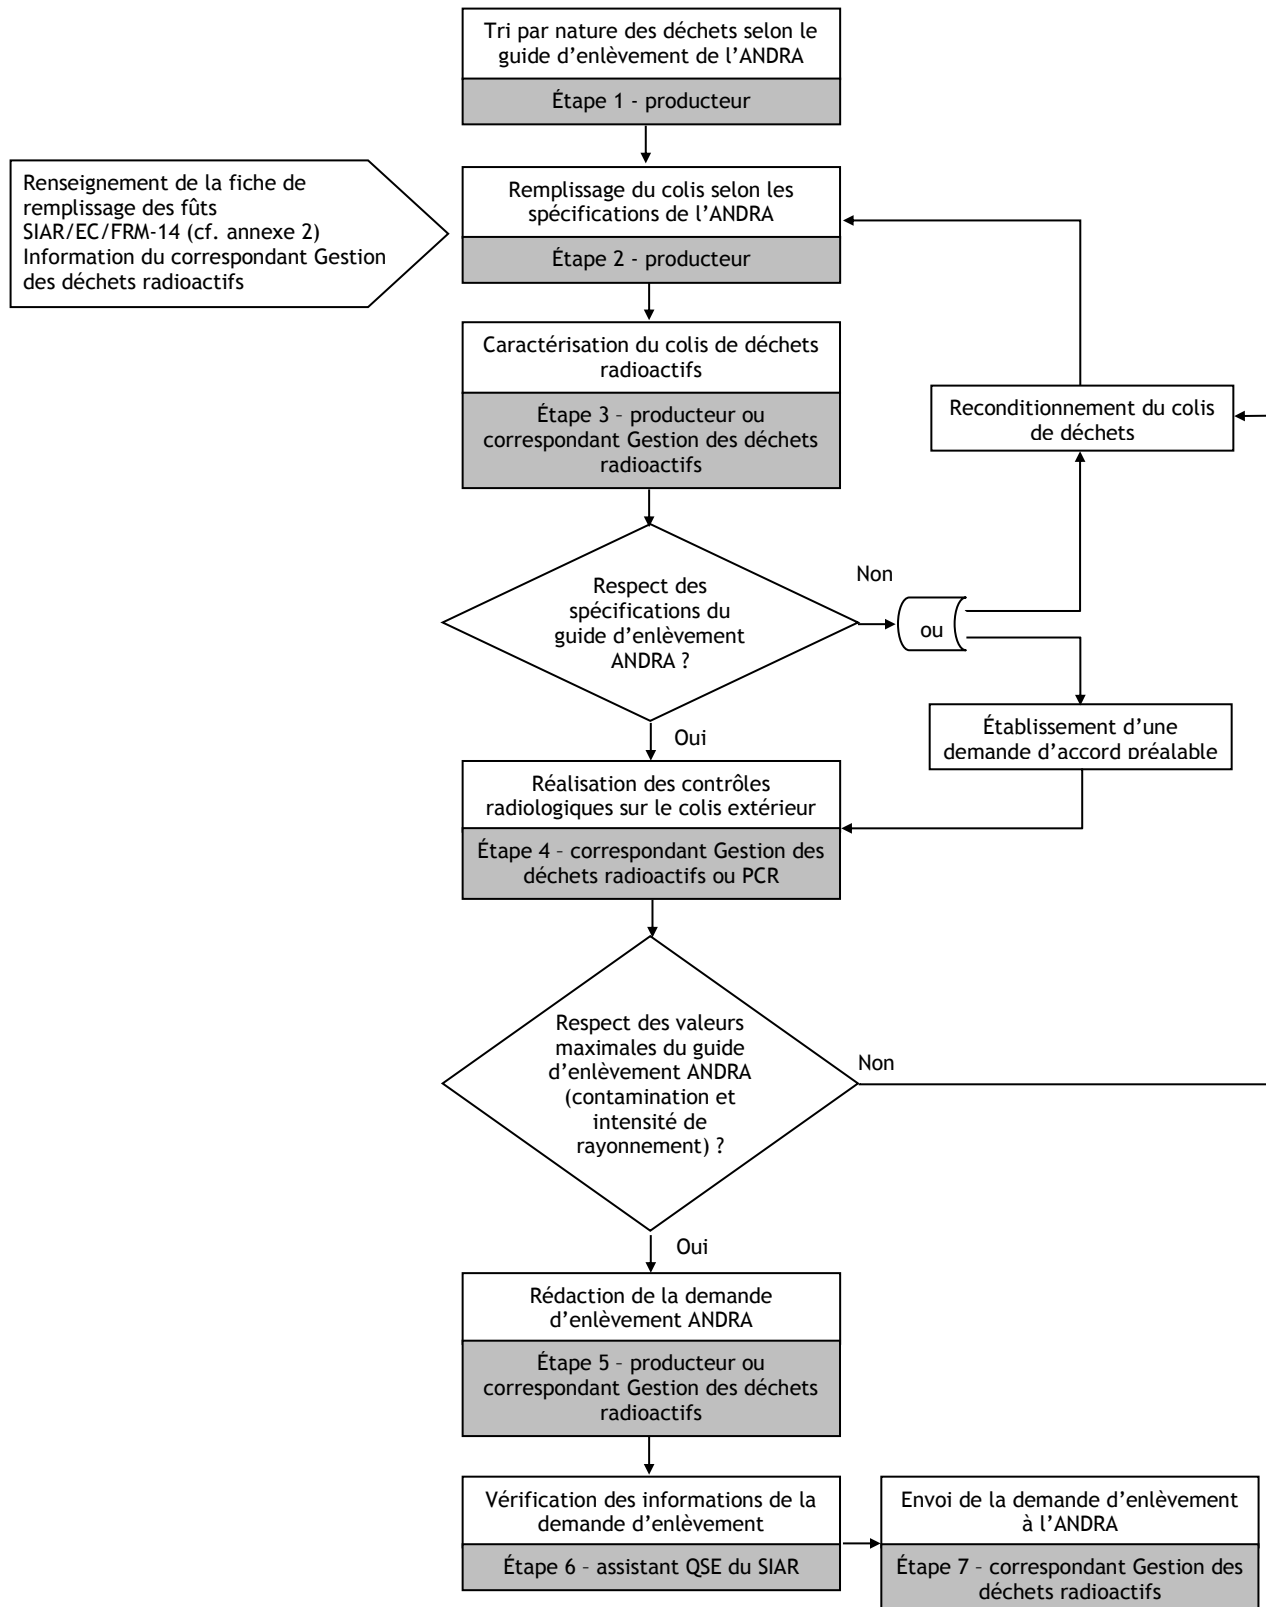 Tri par nature des déchets selon le
guide d’enlèvement de l’ANDRA
Étape 1 - producteur
Renseignement de la fiche de
remplissage des fûts
SIAR/EC/FRM-14 (cf. annexe 2)
Information du correspondant Gestion
des déchets radioactifs
Remplissage du colis selon les
spécifications de l’ANDRA
Étape 2 - producteur
Caractérisation du colis de déchets
radioactifs
Étape 3 – producteur ou
correspondant Gestion des déchets
radioactifs
Reconditionnement du colis
de déchets
Respect des
spécifications du
guide d’enlèvement
ANDRA ?
Non
ou
Oui
Établissement d’une
demande d’accord préalable
Réalisation des contrôles
radiologiques sur le colis extérieur
Étape 4 – correspondant Gestion des
déchets radioactifs ou PCR
Respect des valeurs
maximales du guide
d’enlèvement ANDRA
(contamination et
intensité de
rayonnement) ?
Non
Oui
Rédaction de la demande
d’enlèvement ANDRA
Étape 5 – producteur ou
correspondant Gestion des déchets
radioactifs
Vérification des informations de la
demande d’enlèvement
Étape 6 – assistant QSE du SIAR
Envoi de la demande d’enlèvement
à l’ANDRA
Étape 7 – correspondant Gestion des
déchets radioactifs